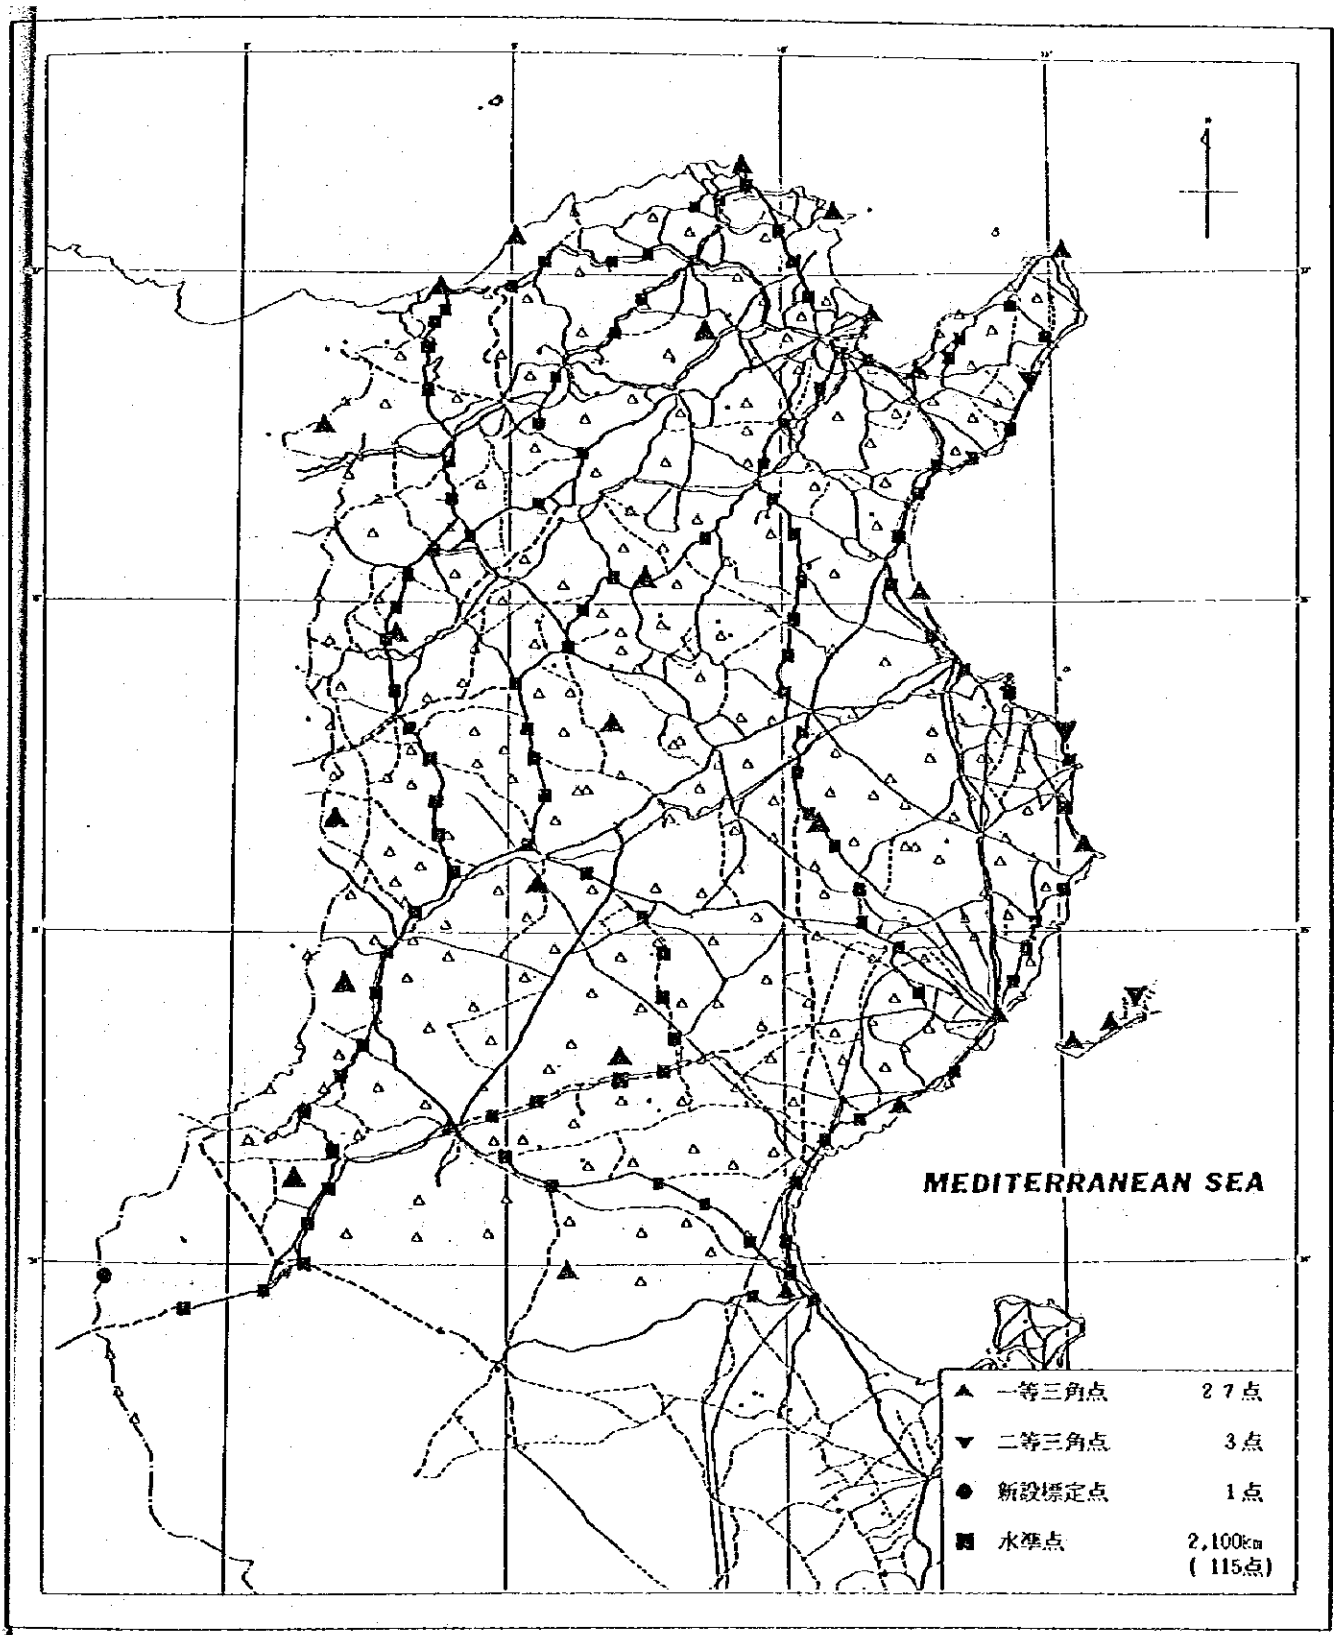 MEDITERRANEAN SEA
▲ 一等三角点 27点
▼ 二等三角点 3点
● 新設標定点 1点
■ 水準点 2,100km
(115点)